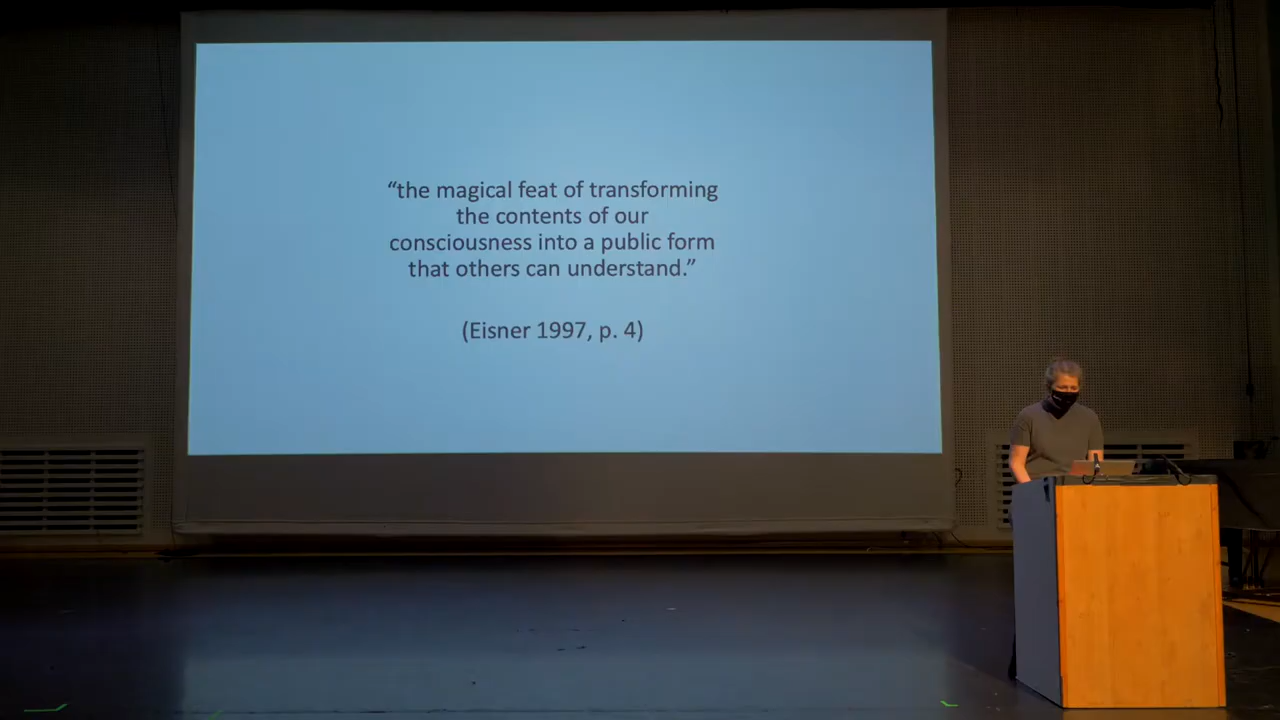 “the magical feat of transforming
the contents of our
consciousness into a public form
that others can understand.”
(Eisner 1997, p. 4)